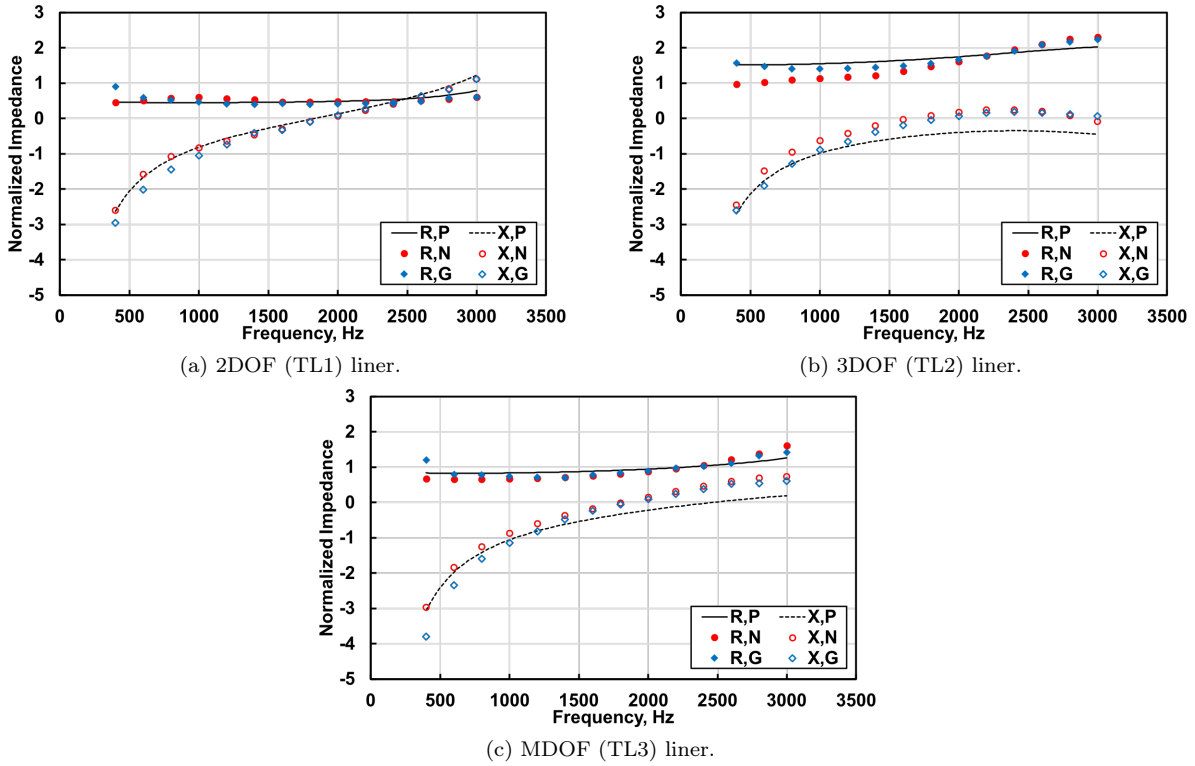 3
2
1
0
-1
-2
-3
-4
-5
Normalized Impedance
R,P X,P
R,N X,N
R,G X,G
0 500 1000 1500 2000 2500 3000 3500
Frequency, Hz
(a) 2DOF (TL1) liner.
3
2
1
0
-1
-2
-3
-4
-5
Normalized Impedance
R,P X,P
R,N X,N
R,G X,G
0 500 1000 1500 2000 2500 3000 3500
Frequency, Hz
(b) 3DOF (TL2) liner.
3
2
1
0
-1
-2
-3
-4
-5
Normalized Impedance
R,P X,P
R,N X,N
R,G X,G
0 500 1000 1500 2000 2500 3000 3500
Frequency, Hz
(c) MDOF (TL3) liner.